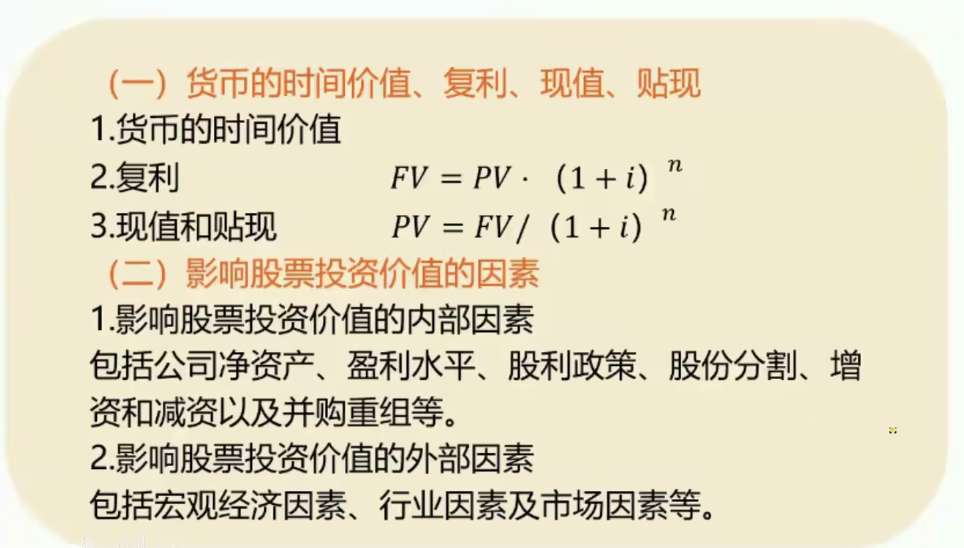 （一）货币的时间价值、复利、现值、贴现
1.货币的时间价值
2.复利 FV = PV · （1 + i）ⁿ
3.现值和贴现 PV = FV/ （1 + i）ⁿ
（二）影响股票投资价值的因素
1.影响股票投资价值的内部因素
包括公司净资产、盈利水平、股利政策、股份分割、增
资和减资以及并购重组等。
2.影响股票投资价值的外部因素
包括宏观经济因素、行业因素及市场因素等。